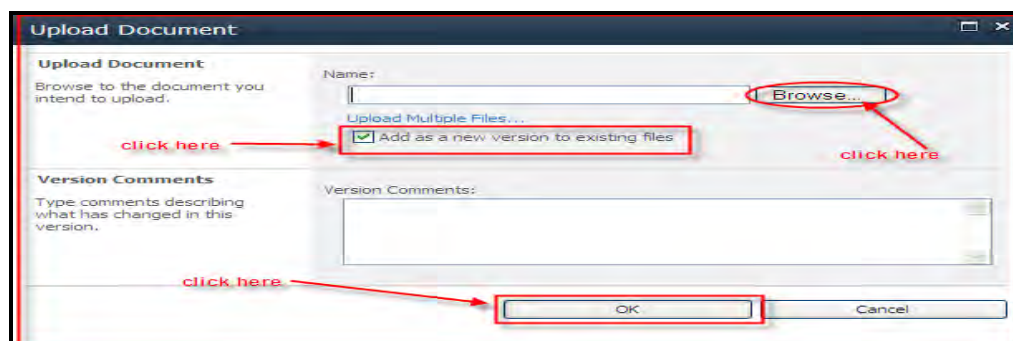 Upload Document
Upload Document
Browse to the document you
intend to upload.
Name:
Browse...
Upload Multiple Files...
Add as a new version to existing files
click here
click here
Version Comments
Type comments describing
what has changed in this
version.
Version Comments:
click here
OK
Cancel